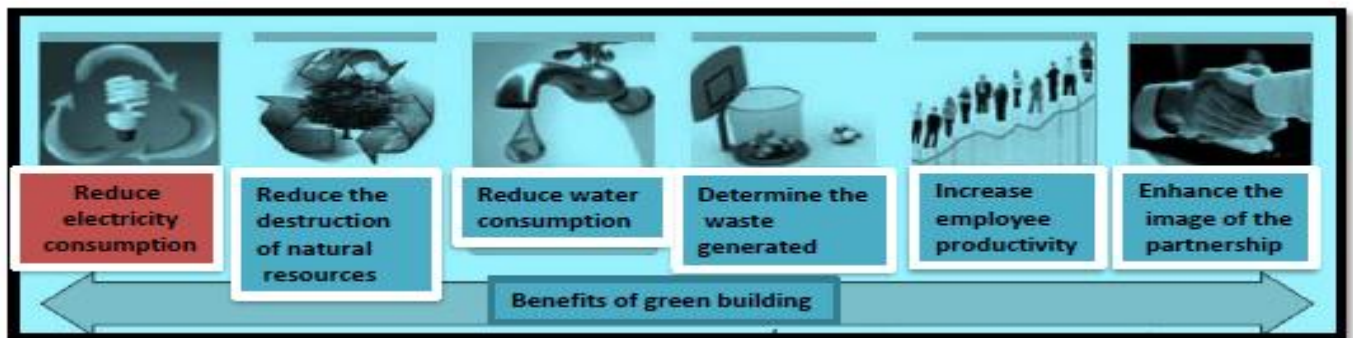 Reduce
electricity
consumption
Reduce the
destruction
of natural
resources
Reduce water
consumption
Determine the
waste
generated
Increase
employee
productivity
Enhance the
image of the
partnership
Benefits of green building